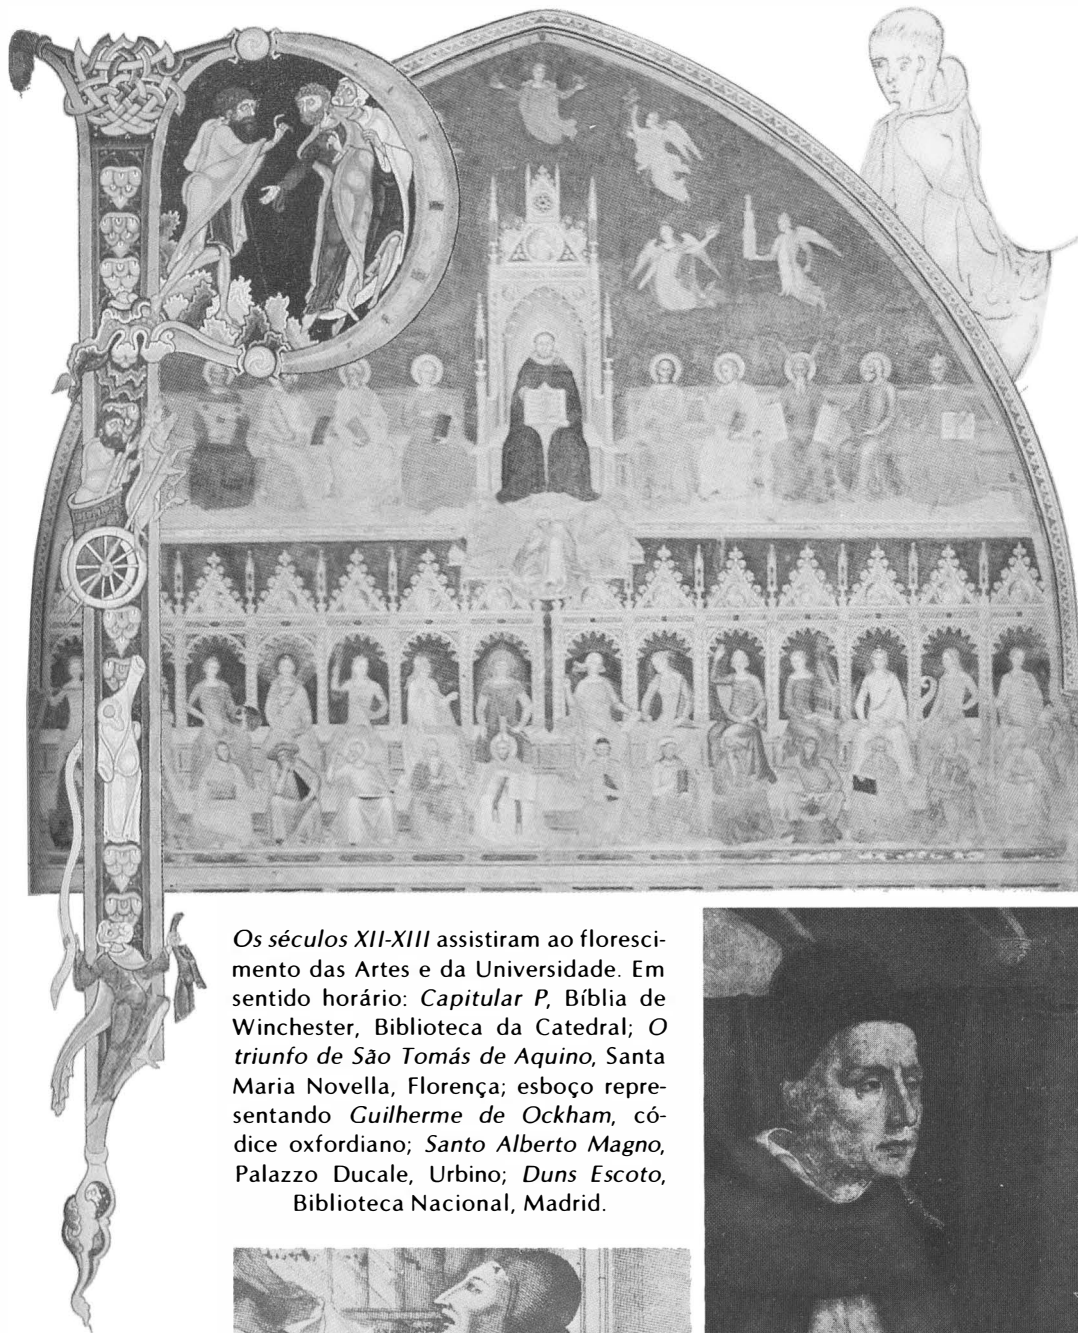 Os séculos XII-XIII assistiram ao floresci-
mento das Artes e da Universidade. Em
sentido horário: Capitular P, Bíblia de
Winchester, Biblioteca da Catedral; O
triunfo de São Tomás de Aquino, Santa
Maria Novella, Florença; esboço repre-
sentando Guilherme de Ockham, có-
dice oxfordiano; Santo Alberto Magno,
Palazzo Ducale, Urbino; Duns Escoto,
Biblioteca Nacional, Madrid.